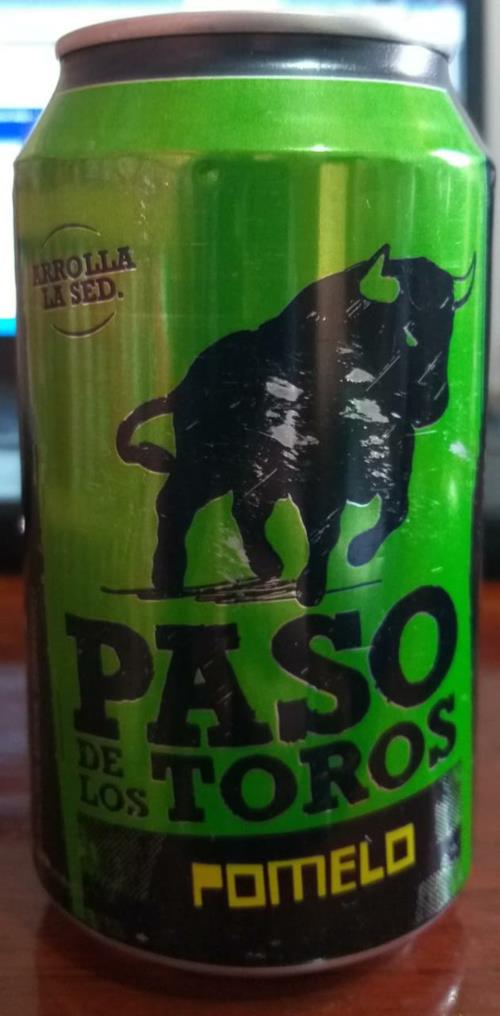 ARROLLA
LA SED.
PASO
DE LOS TOROS
POMELO